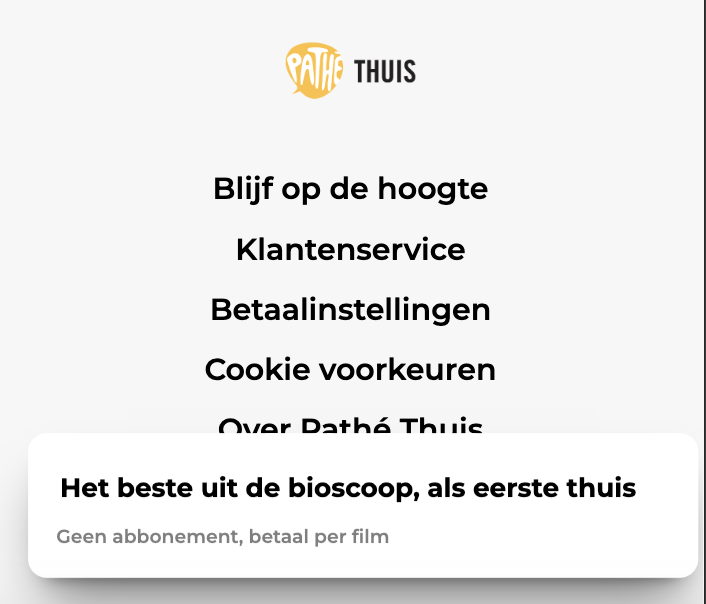 PATHE THUIS
Blijf op de hoogte
Klantenservice
Betaalinstellingen
Cookie voorkeuren
Over Pathé Thuis
Het beste uit de bioscoop, als eerste thuis
Geen abbonement, betaal per film